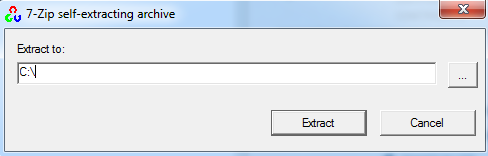 7-Zip self-extracting archive
Extract to:
C:\
...
Extract
Cancel